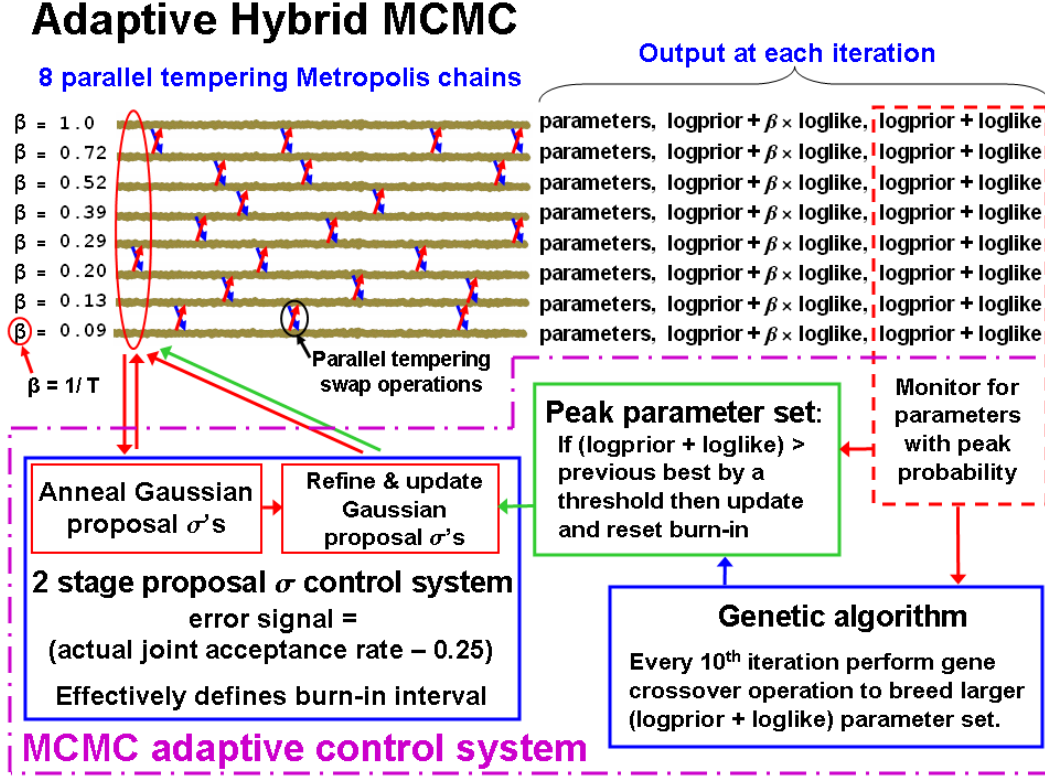 Adaptive Hybrid MCMC
8 parallel tempering Metropolis chains
Output at each iteration
β = 1.0
parameters, logprior + β × loglike, logprior + loglike
β = 0.72
parameters, logprior + β × loglike, logprior + loglike
β = 0.52
parameters, logprior + β × loglike, logprior + loglike
β = 0.39
parameters, logprior + β × loglike, logprior + loglike
β = 0.29
parameters, logprior + β × loglike, logprior + loglike
β = 0.20
parameters, logprior + β × loglike, logprior + loglike
β = 0.13
parameters, logprior + β × loglike, logprior + loglike
β = 0.09
parameters, logprior + β × loglike, logprior + loglike
β = 1/ T
Parallel tempering
swap operations
Monitor for
parameters
with peak
probability
Peak parameter set:
If (logprior + loglike) >
previous best by a
threshold then update
and reset burn-in
Anneal Gaussian
proposal σ's
Refine & update
Gaussian
proposal σ's
2 stage proposal σ control system
error signal =
(actual joint acceptance rate – 0.25)
Effectively defines burn-in interval
Genetic algorithm
Every 10th iteration perform gene
crossover operation to breed larger
(logprior + loglike) parameter set.
MCMC adaptive control system